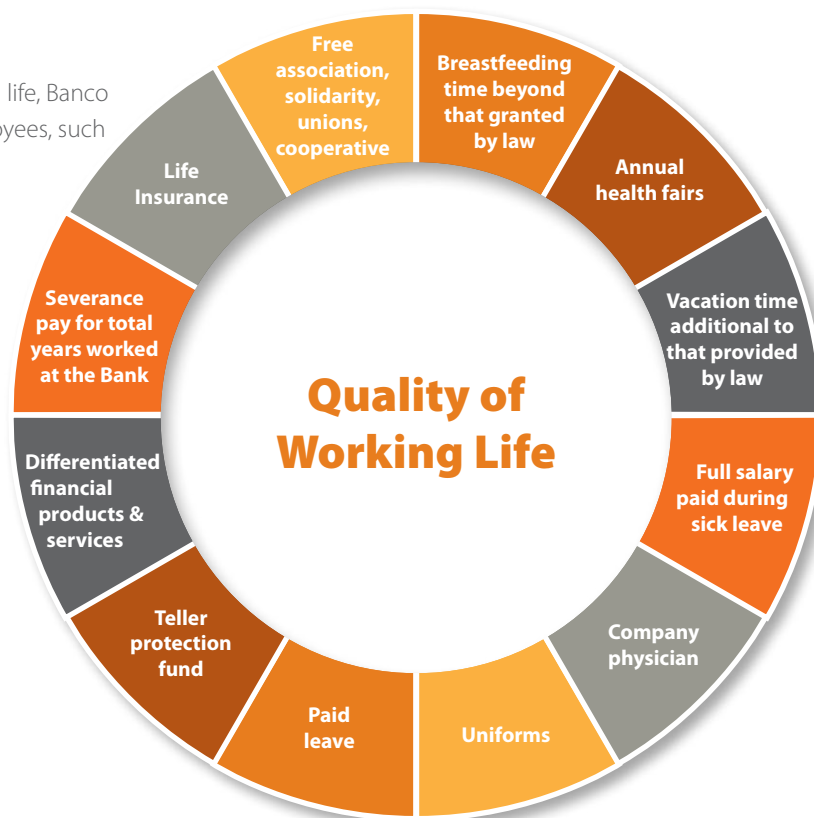 life, Banco
oyees, such
Free
association,
solidarity,
unions,
cooperative
Breastfeeding
time beyond
that granted
by law
Annual
health fairs
Vacation time
additional to
that provided
by law
Full salary
paid during
sick leave
Company
physician
Uniforms
Paid
leave
Teller
protection
fund
Differentiated
financial
products &
services
Severance
pay for total
years worked
at the Bank
Life
Insurance
Quality of
Working Life